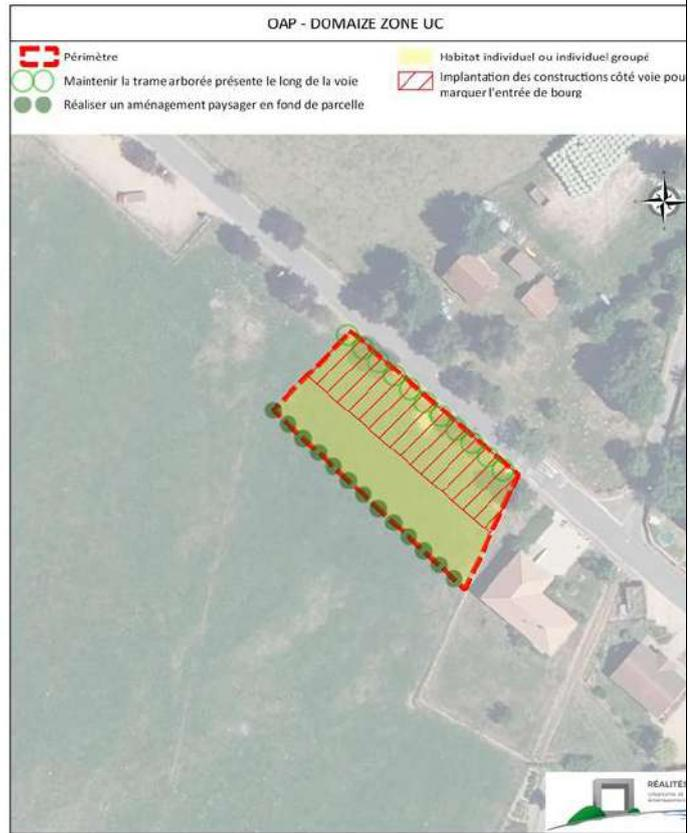 OAP - DOMAIZE ZONE UC
Périmètre
Maintenir la trame arborée présente le long de la voie
Réaliser un aménagement paysager en fond de parcelle
Habitat individuel ou individuel groupé
Implantation des constructions côté voie pou
marquer l'entrée de bourg
RÉALITÉS